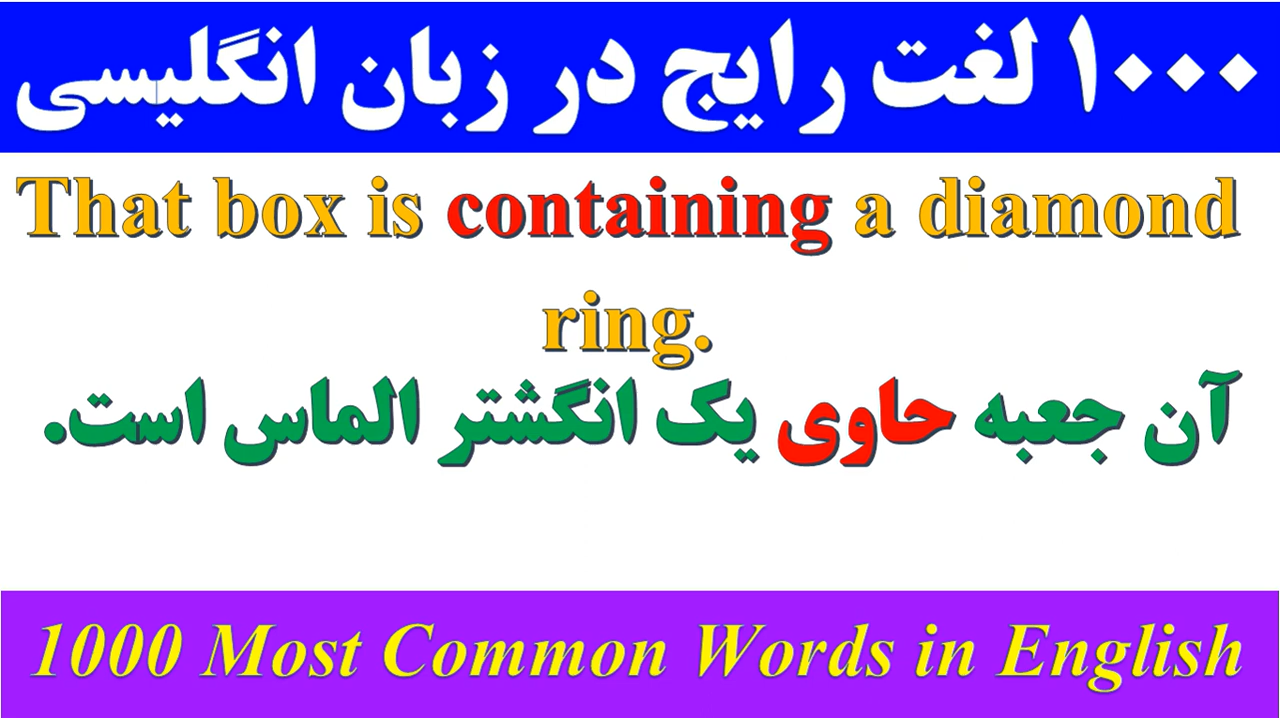 ۱۰۰۰ لغت رایج در زبان انگلیسی
That box is containing a diamond
ring.
آن جعبه حاوی یک انگشتر الماس است.
1000 Most Common Words in English